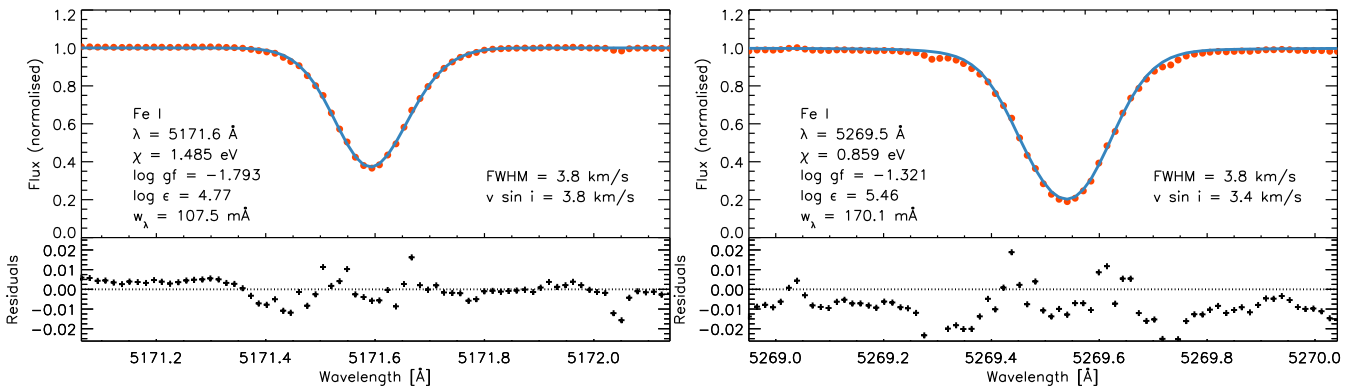 1.2
1.0
0.8
0.6
0.4
0.2
0.0
Flux (normalised)
Fe I
λ = 5171.6 Å
χ = 1.485 eV
log gf = −1.793
log ϵ = 4.77
wλ = 107.5 mÅ
FWHM = 3.8 km/s
v sin i = 3.8 km/s
0.02
0.01
0.00
−0.01
−0.02
Residuals
5171.2
5171.4
5171.6
5171.8
5172.0
Wavelength [Å]
1.2
1.0
0.8
0.6
0.4
0.2
0.0
Flux (normalised)
Fe I
λ = 5269.5 Å
χ = 0.859 eV
log gf = −1.321
log ϵ = 5.46
wλ = 170.1 mÅ
FWHM = 3.8 km/s
v sin i = 3.4 km/s
0.02
0.01
0.00
−0.01
−0.02
Residuals
5269.0
5269.2
5269.4
5269.6
5269.8
5270.0
Wavelength [Å]